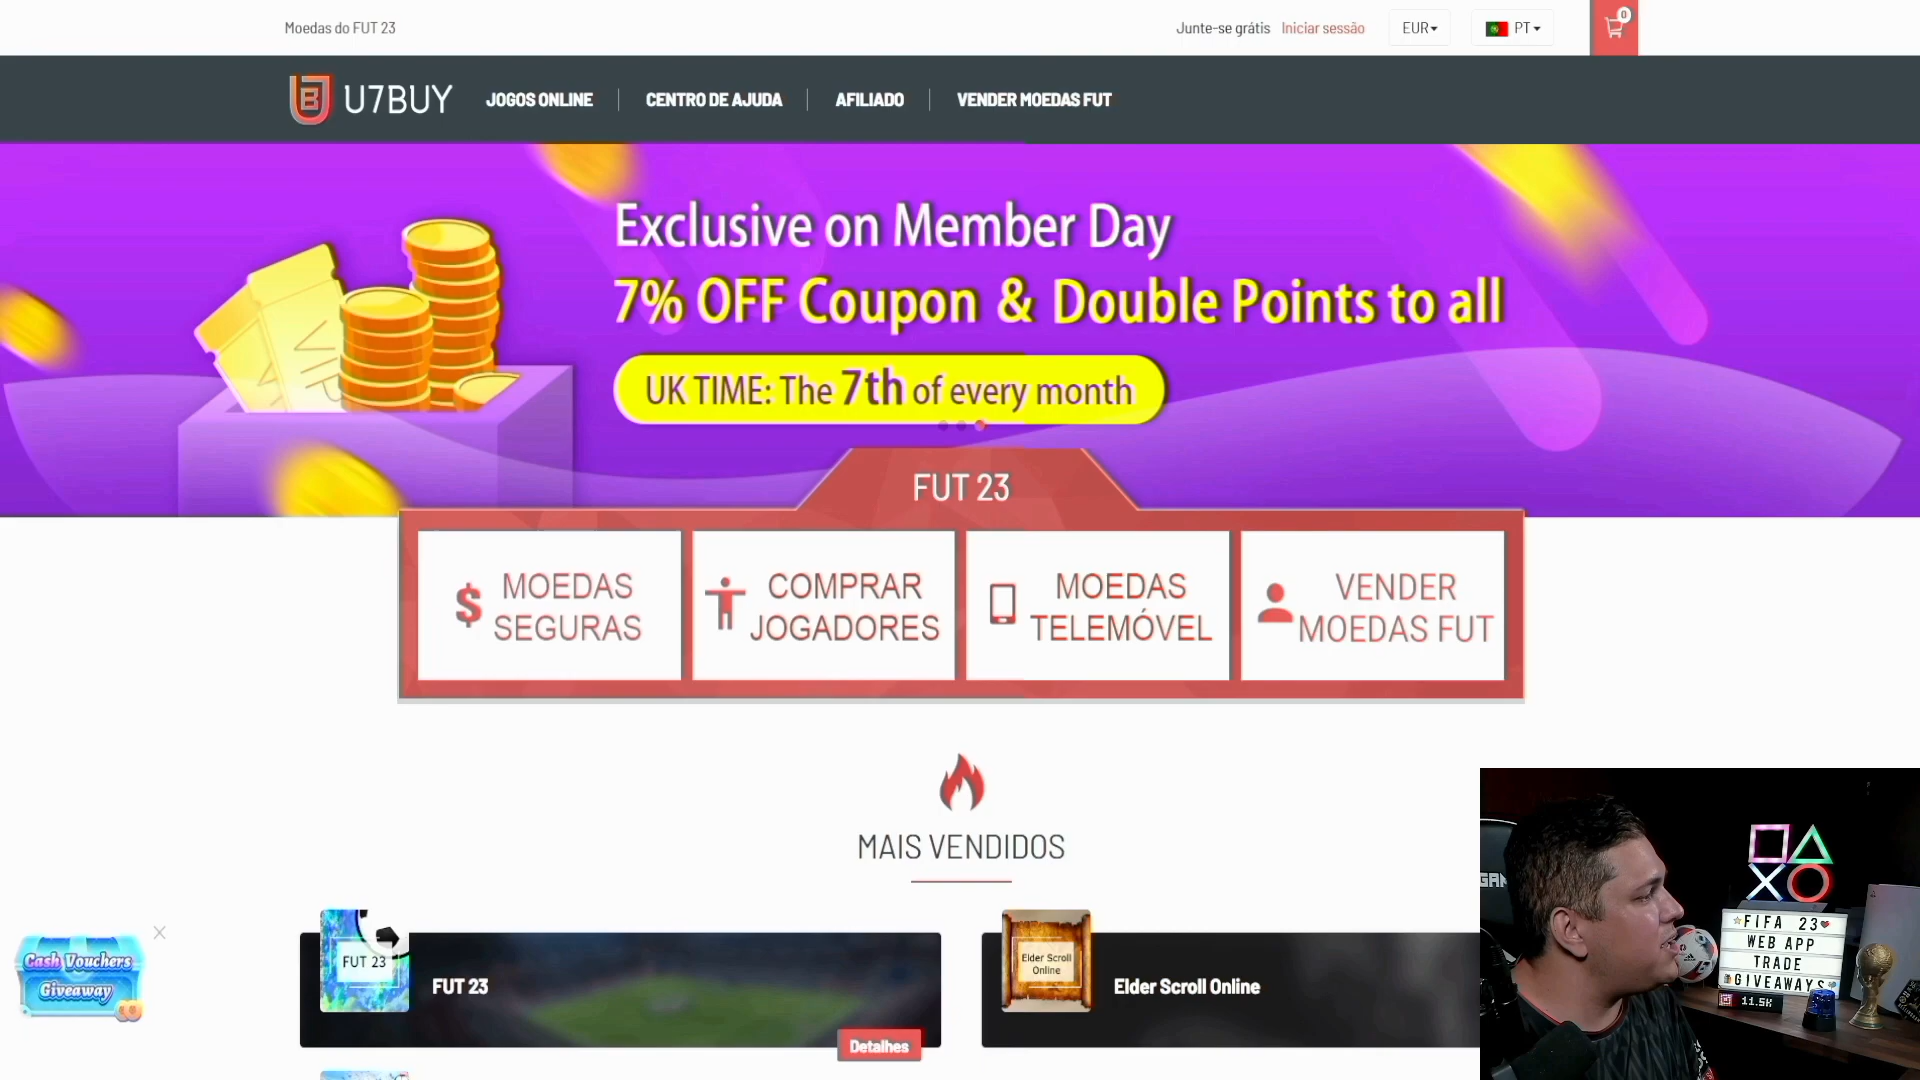 Moedas do FUT 23
Junte-se grátis Iniciar sessão EUR PT 0
U7BUY JOGOS ONLINE CENTRO DE AJUDA AFILIADO VENDER MOEDAS FUT
Exclusive on Member Day
7% OFF Coupon & Double Points to all
UK TIME: The 7th of every month
VIP
FUT 23
$ MOEDAS
SEGURAS
COMPRAR
JOGADORES
MOEDAS
TELEMÓVEL
VENDER
MOEDAS FUT
MAIS VENDIDOS
FUT 23
FUT 23
Detalhes
Elder Scroll
Online
Elder Scroll Online
Cash Vouchers
Giveaway
FIFA 23
WEB APP
TRADE
GIVEAWAYS
11.5K